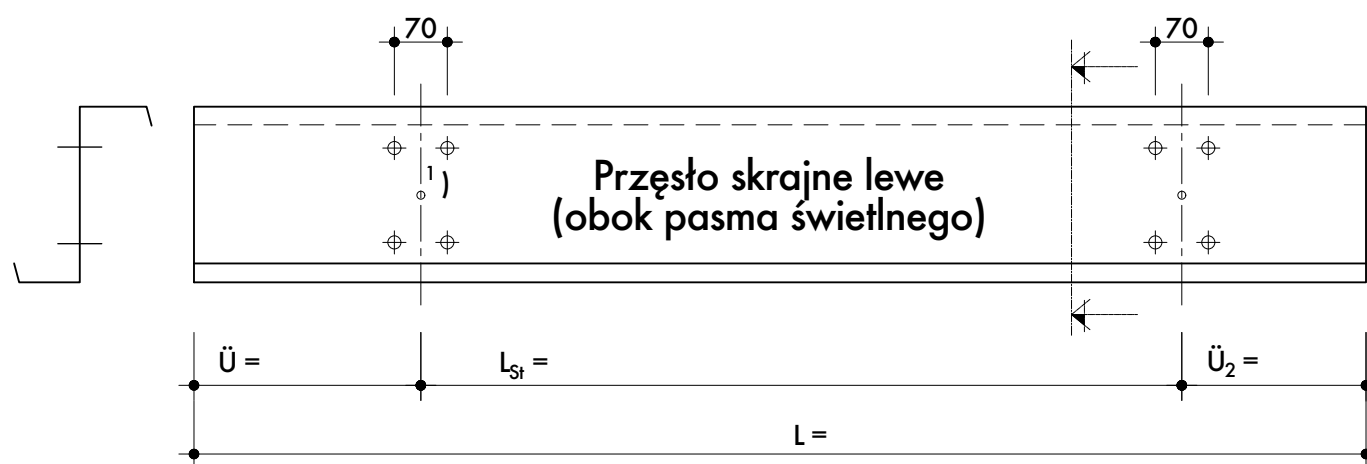 70 70
1)
Przęsło skrajne lewe
(obok pasma świetlnego)
Ü = L_St = Ü_2 =
L =